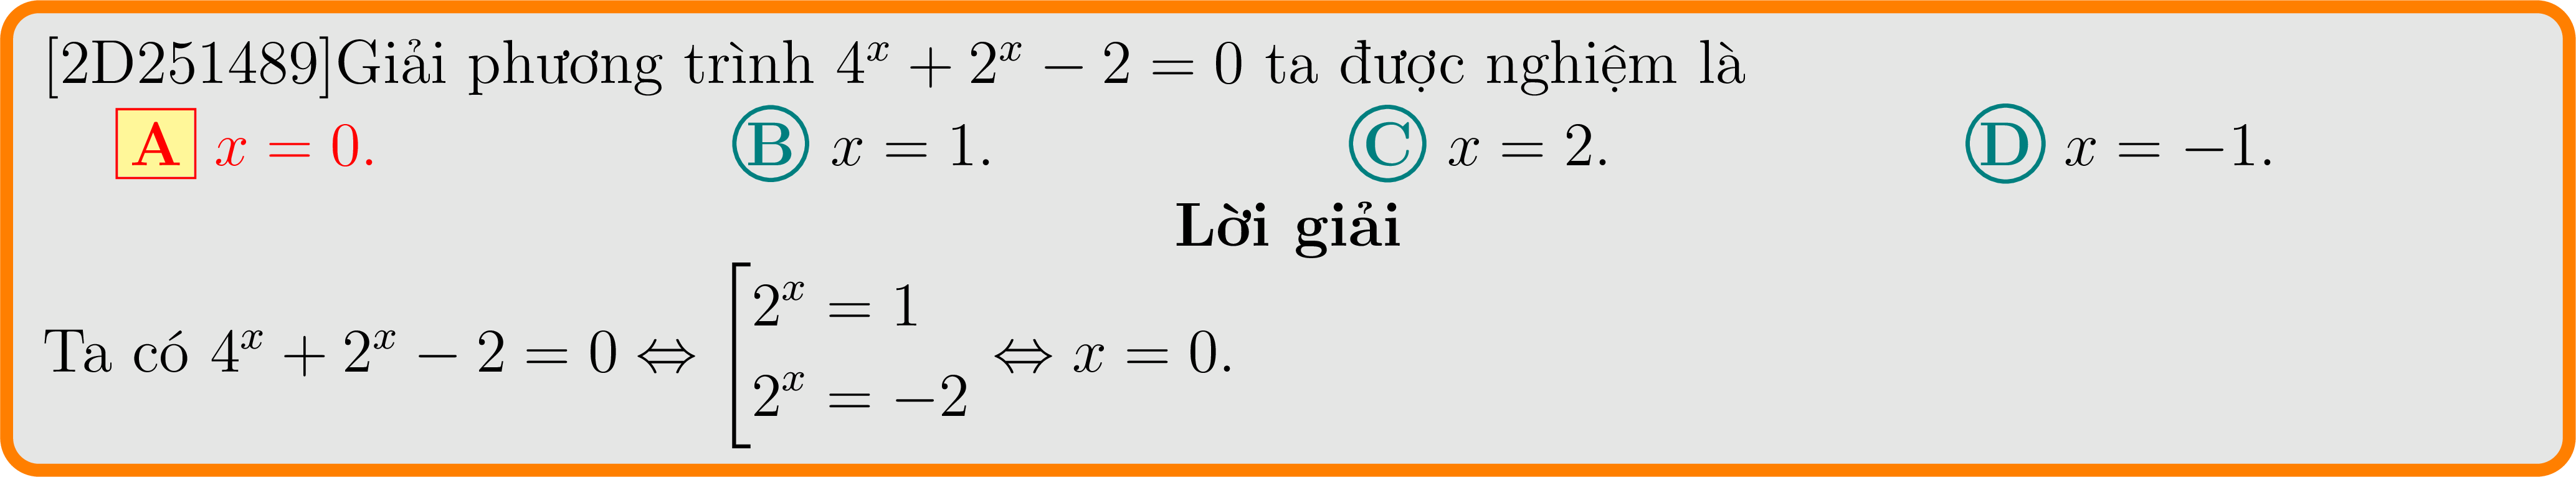 [2D251489]Giải phương trình $4^x + 2^x - 2 = 0$ ta được nghiệm là
A $x = 0.$ B $x = 1.$ C $x = 2.$ D $x = -1.$
Lời giải
Ta có $4^x + 2^x - 2 = 0 \Leftrightarrow \left[\begin{array}{l} 2^x = 1 \\ 2^x = -2 \end{array}\right. \Leftrightarrow x = 0.$